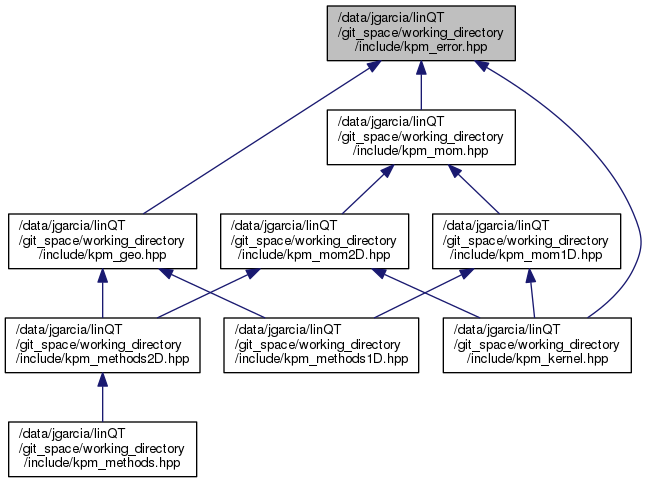 /data/jgarcia/linQT
/git_space/working_directory
/include/kpm_error.hpp
/data/jgarcia/linQT
/git_space/working_directory
/include/kpm_mom.hpp
/data/jgarcia/linQT
/git_space/working_directory
/include/kpm_geo.hpp
/data/jgarcia/linQT
/git_space/working_directory
/include/kpm_mom2D.hpp
/data/jgarcia/linQT
/git_space/working_directory
/include/kpm_mom1D.hpp
/data/jgarcia/linQT
/git_space/working_directory
/include/kpm_methods2D.hpp
/data/jgarcia/linQT
/git_space/working_directory
/include/kpm_methods1D.hpp
/data/jgarcia/linQT
/git_space/working_directory
/include/kpm_kernel.hpp
/data/jgarcia/linQT
/git_space/working_directory
/include/kpm_methods.hpp